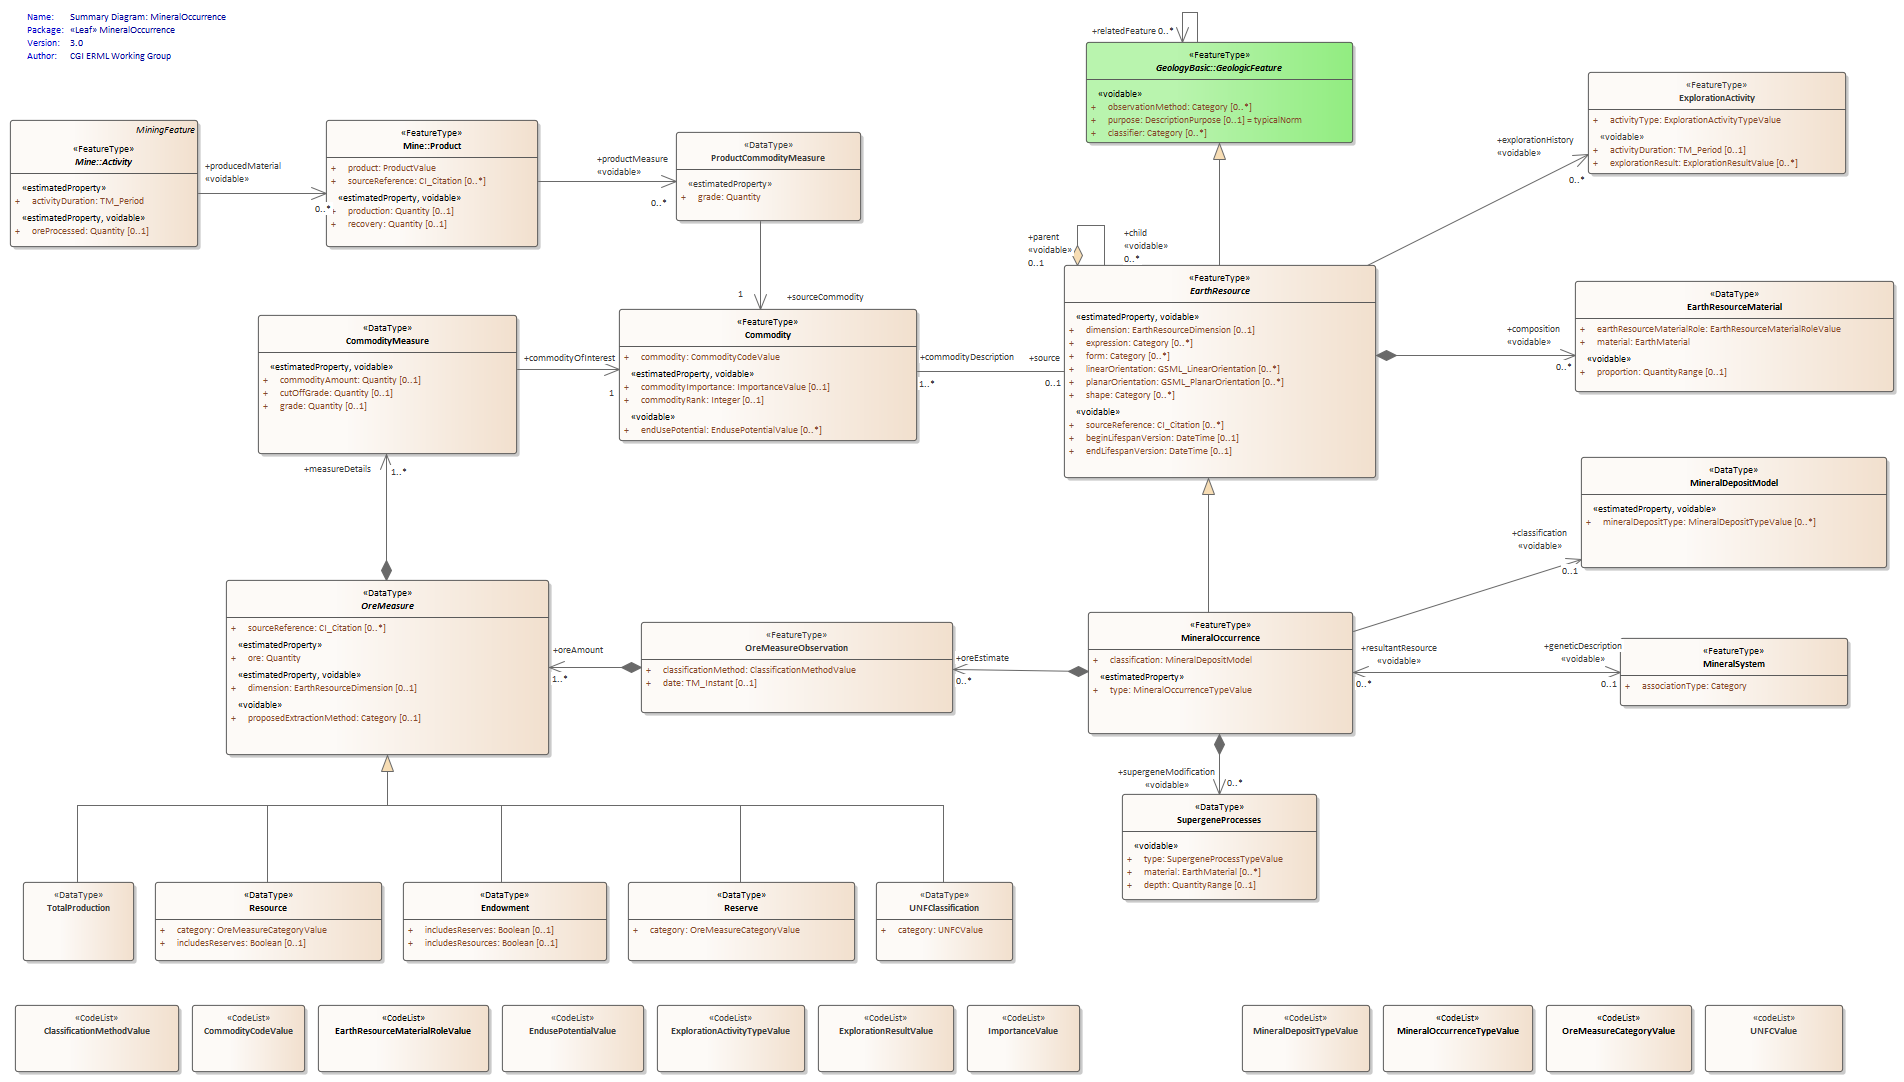 Name: Summary Diagram: MineralOccurrence
Package: «Leaf» MineralOccurrence
Version: 3.0
Author: CGI ERML Working Group
+relatedFeature 0..*
«FeatureType»
GeologyBasic::GeologicFeature
«voidable»
+ observationMethod: Category [0..*]
+ purpose: DescriptionPurpose [0..1] = typicalNorm
+ classifier: Category [0..*]
«FeatureType»
ExplorationActivity
+ activityType: ExplorationActivityTypeValue
«voidable»
+ activityDuration: TM_Period [0..1]
+ explorationResult: ExplorationResultValue [0..*]
+explorationHistory
«voidable»
0..*
MiningFeature
«FeatureType»
Mine::Activity
«estimatedProperty»
+ activityDuration: TM_Period
«estimatedProperty, voidable»
+ oreProcessed: Quantity [0..1]
+producedMaterial
«voidable»
0..*
«FeatureType»
Mine::Product
+ product: ProductValue
+ sourceReference: CI_Citation [0..*]
«estimatedProperty, voidable»
+ production: Quantity [0..1]
+ recovery: Quantity [0..1]
+productMeasure
«voidable»
0..*
«DataType»
ProductCommodityMeasure
«estimatedProperty»
+ grade: Quantity
1
+sourceCommodity
+parent
«voidable»
0..1
+child
«voidable»
0..*
«FeatureType»
EarthResource
«estimatedProperty, voidable»
+ dimension: EarthResourceDimension [0..1]
+ expression: Category [0..*]
+ form: Category [0..*]
+ linearOrientation: GSML_LinearOrientation [0..*]
+ planarOrientation: GSML_PlanarOrientation [0..*]
+ shape: Category [0..*]
«voidable»
+ sourceReference: CI_Citation [0..*]
+ beginLifespanVersion: DateTime [0..1]
+ endLifespanVersion: DateTime [0..1]
+composition
«voidable»
0..*
«DataType»
EarthResourceMaterial
+ earthResourceMaterialRole: EarthResourceMaterialRoleValue
+ material: EarthMaterial
«voidable»
+ proportion: QuantityRange [0..1]
«DataType»
CommodityMeasure
«estimatedProperty, voidable»
+ commodityAmount: Quantity [0..1]
+ cutOffGrade: Quantity [0..1]
+ grade: Quantity [0..1]
+commodityOfInterest
1
«FeatureType»
Commodity
+ commodity: CommodityCodeValue
«estimatedProperty, voidable»
+ commodityImportance: ImportanceValue [0..1]
+ commodityRank: Integer [0..1]
«voidable»
+ endUsePotential: EndusePotentialValue [0..*]
+commodityDescription
1..*
+source
0..1
+measureDetails
1..*
«DataType»
MineralDepositModel
«estimatedProperty, voidable»
+ mineralDepositType: MineralDepositTypeValue [0..*]
+classification
«voidable»
0..1
«DataType»
OreMeasure
+ sourceReference: CI_Citation [0..*]
«estimatedProperty»
+ ore: Quantity
«estimatedProperty, voidable»
+ dimension: EarthResourceDimension [0..1]
«voidable»
+ proposedExtractionMethod: Category [0..1]
+oreAmount
1..*
«FeatureType»
OreMeasureObservation
+ classificationMethod: ClassificationMethodValue
+ date: TM_Instant [0..1]
+oreEstimate
0..*
«FeatureType»
MineralOccurrence
+ classification: MineralDepositModel
«estimatedProperty»
+ type: MineralOccurrenceTypeValue
+resultantResource
«voidable»
0..*
+geneticDescription
«voidable»
0..1
«FeatureType»
MineralSystem
+ associationType: Category
+supergeneModification
«voidable»
0..*
«DataType»
SupergeneProcesses
«voidable»
+ type: SupergeneProcessTypeValue
+ material: EarthMaterial [0..*]
+ depth: QuantityRange [0..1]
«DataType»
TotalProduction
«DataType»
Resource
+ category: OreMeasureCategoryValue
+ includesReserves: Boolean [0..1]
«DataType»
Endowment
+ includesReserves: Boolean [0..1]
+ includesResources: Boolean [0..1]
«DataType»
Reserve
+ category: OreMeasureCategoryValue
«DataType»
UNFClassification
+ category: UNFCValue
«CodeList»
ClassificationMethodValue
«CodeList»
CommodityCodeValue
«CodeList»
EarthResourceMaterialRoleValue
«CodeList»
EndusePotentialValue
«CodeList»
ExplorationActivityTypeValue
«CodeList»
ExplorationResultValue
«CodeList»
ImportanceValue
«CodeList»
MineralDepositTypeValue
«CodeList»
MineralOccurrenceTypeValue
«CodeList»
OreMeasureCategoryValue
«codeList»
UNFCValue